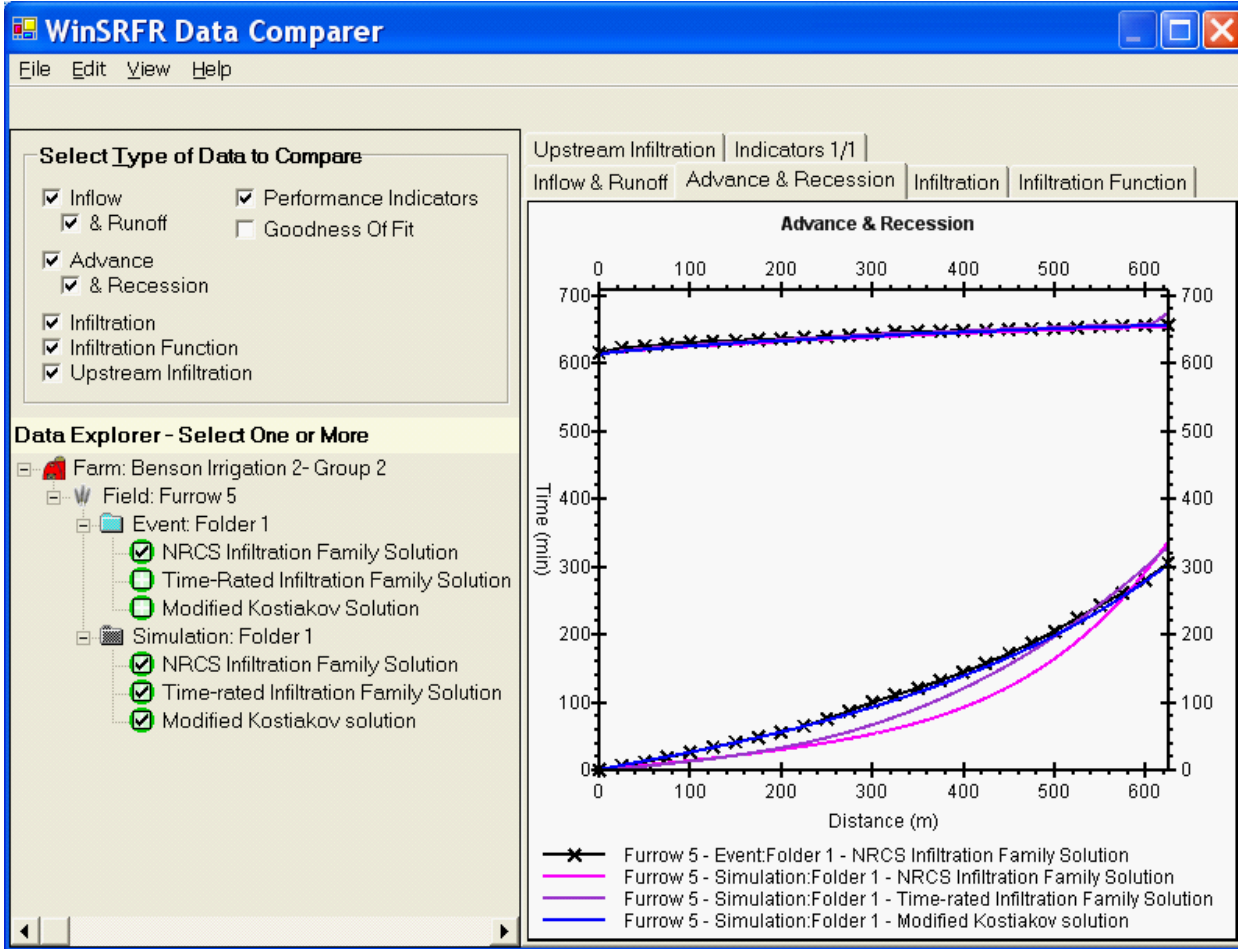 WinSRFR Data Comparer
File Edit View Help
Select Type of Data to Compare
Inflow
& Runoff
Advance
& Recession
Infiltration
Infiltration Function
Upstream Infiltration
Performance Indicators
Goodness Of Fit
Data Explorer - Select One or More
Farm: Benson Irrigation 2- Group 2
Field: Furrow 5
Event: Folder 1
NRCS Infiltration Family Solution
Time-Rated Infiltration Family Solution
Modified Kostiakov Solution
Simulation: Folder 1
NRCS Infiltration Family Solution
Time-rated Infiltration Family Solution
Modified Kostiakov solution
Upstream Infiltration Indicators 1/1
Inflow & Runoff Advance & Recession Infiltration Infiltration Function
Advance & Recession
0 100 200 300 400 500 600
700 700
600 600
500 500
400 400
300 300
200 200
100 100
0 0
Time (min)
0 100 200 300 400 500 600
Distance (m)
Furrow 5 - Event:Folder 1 - NRCS Infiltration Family Solution
Furrow 5 - Simulation:Folder 1 - NRCS Infiltration Family Solution
Furrow 5 - Simulation:Folder 1 - Time-rated Infiltration Family Solution
Furrow 5 - Simulation:Folder 1 - Modified Kostiakov solution